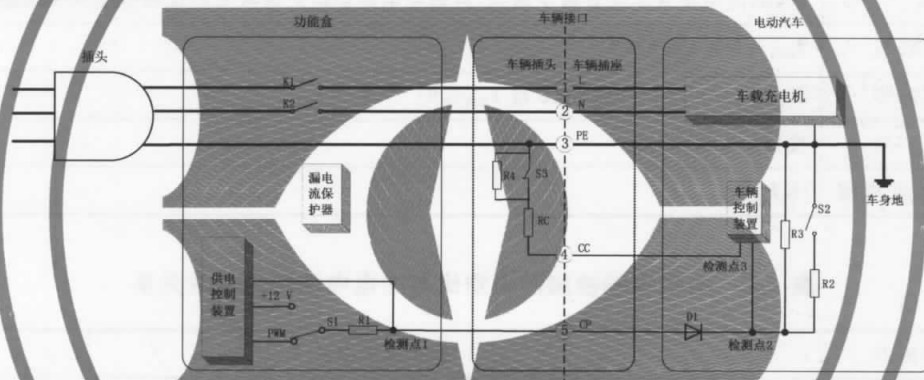 功能盒
车辆接口
电动汽车
插头
车辆插头
车辆插座
K1
1
L
K2
2
N
车载充电机
3
PE
漏电流保护器
R4
S3
RC
车辆控制装置
R3
S2
车身地
4
CC
检测点3
R2
供电控制装置
+12 V
PWM
S1
R1
检测点1
5
CP
D1
检测点2